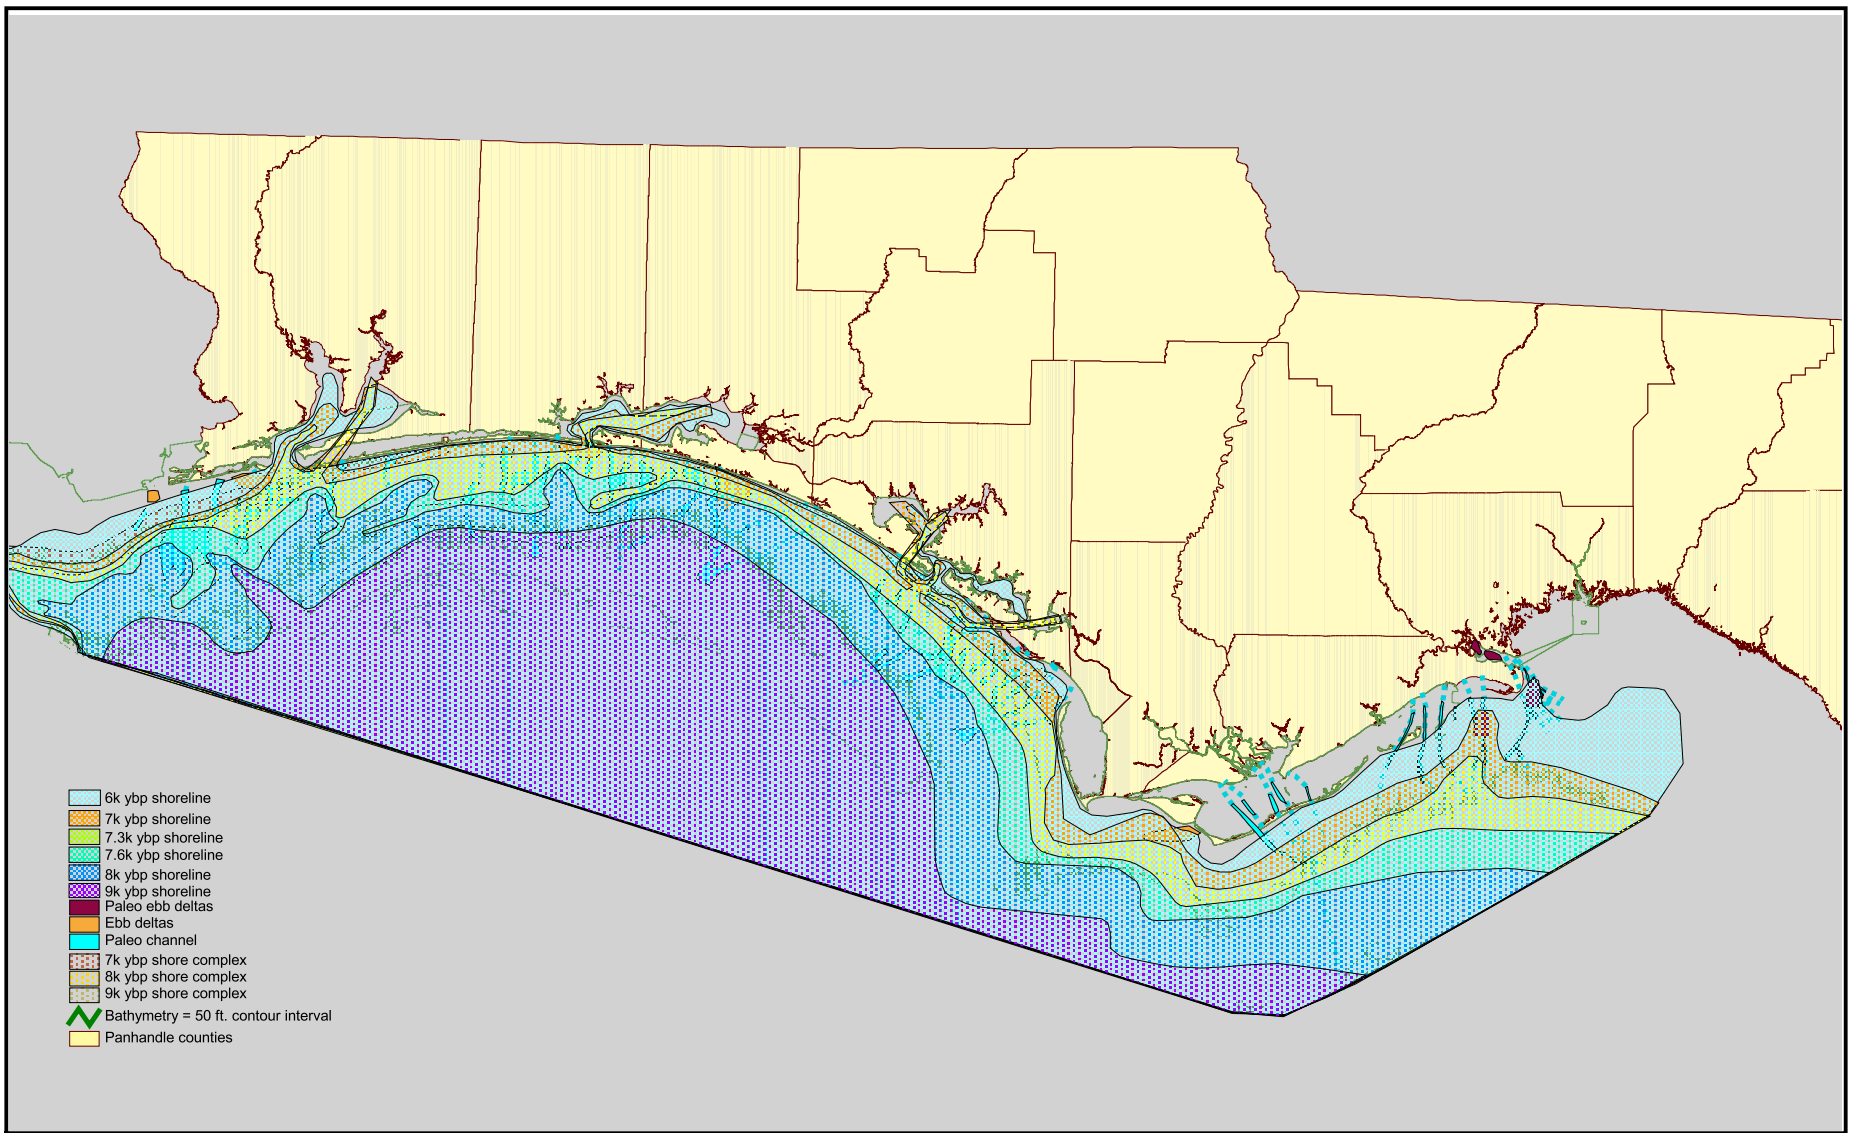 6k ybp shoreline
7k ybp shoreline
7.3k ybp shoreline
7.6k ybp shoreline
8k ybp shoreline
9k ybp shoreline
Paleo ebb deltas
Ebb deltas
Paleo channel
7k ybp shore complex
8k ybp shore complex
9k ybp shore complex
Bathymetry = 50 ft. contour interval
Panhandle counties